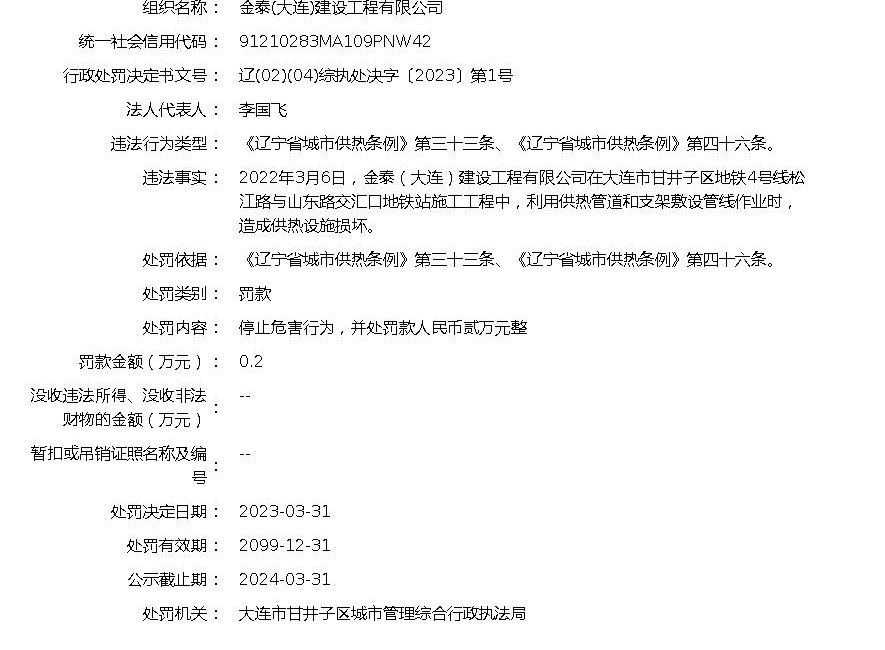 组织名称： 金泰(大连)建设工程有限公司
统一社会信用代码： 91210283MA109PNW42
行政处罚决定书文号： 辽(02)(04)综执处决字〔2023〕第1号
法人代表人： 李国飞
违法行为类型： 《辽宁省城市供热条例》第三十三条、《辽宁省城市供热条例》第四十六条。
违法事实： 2022年3月6日，金泰（大连）建设工程有限公司在大连市甘井子区地铁4号线松
江路与山东路交汇口地铁站施工工程中，利用供热管道和支架敷设管线作业时，
造成供热设施损坏。
处罚依据： 《辽宁省城市供热条例》第三十三条、《辽宁省城市供热条例》第四十六条。
处罚类别： 罚款
处罚内容： 停止危害行为，并处罚款人民币贰万元整
罚款金额（万元）： 0.2
没收违法所得、没收非法
财物的金额（万元）： --
暂扣或吊销证照名称及编
号： --
处罚决定日期： 2023-03-31
处罚有效期： 2099-12-31
公示截止期： 2024-03-31
处罚机关： 大连市甘井子区城市管理综合行政执法局